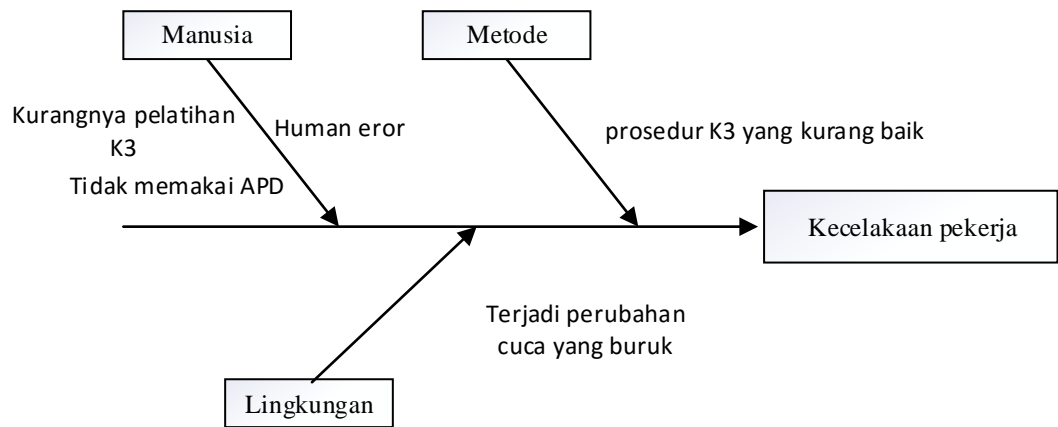 Manusia
Metode
Kurangnya pelatihan
K3
Human eror
Tidak memakai APD
prosedur K3 yang kurang baik
Kecelakaan pekerja
Terjadi perubahan
cuca yang buruk
Lingkungan